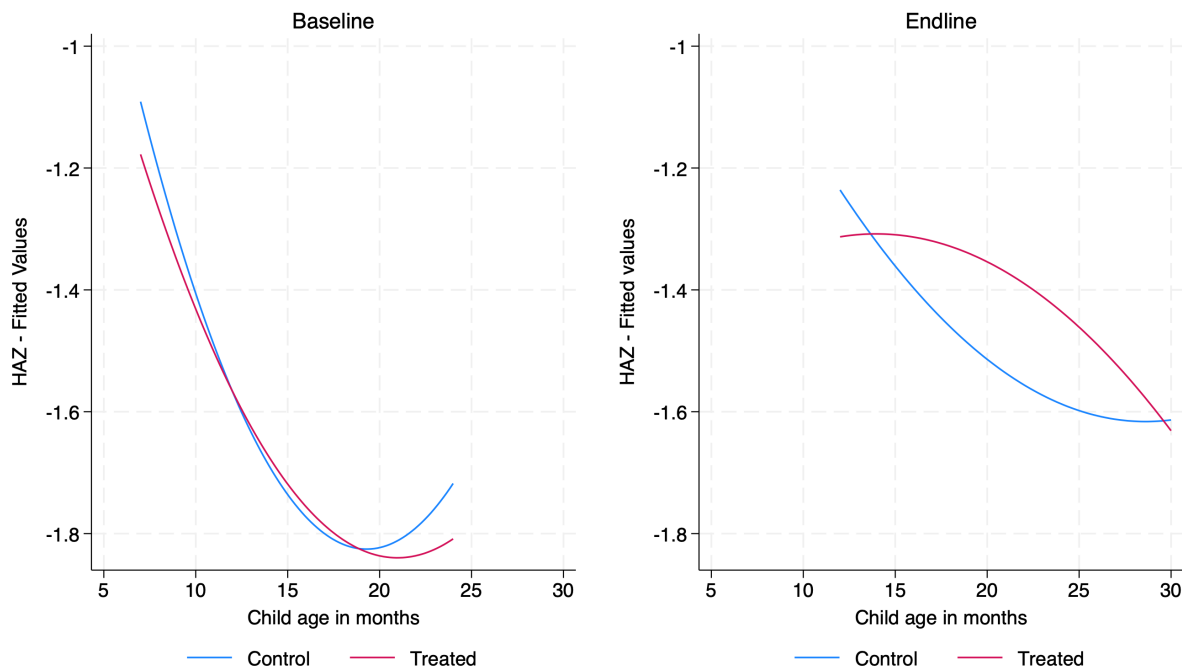 Baseline
HAZ - Fitted Values
-1
-1.2
-1.4
-1.6
-1.8
5 10 15 20 25 30
Child age in months
Control Treated
Endline
HAZ - Fitted values
-1
-1.2
-1.4
-1.6
-1.8
5 10 15 20 25 30
Child age in months
Control Treated